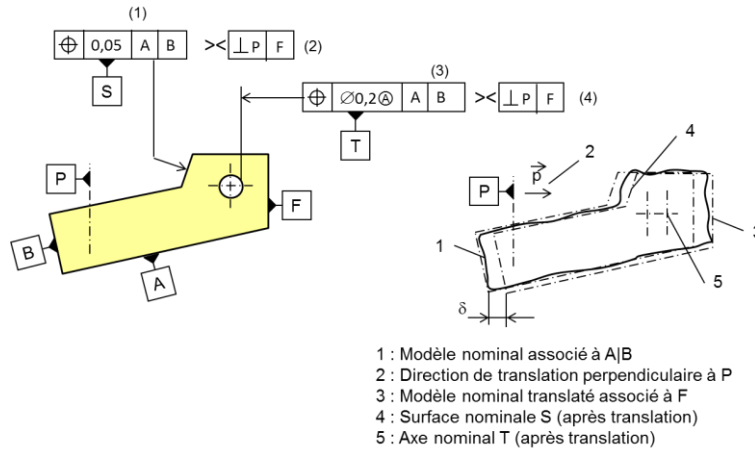 (1)
⌖ 0,05 A B >< ⊥P F (2)
S
(3)
⌖ ∅0,2Ⓐ A B >< ⊥P F (4)
T
P
F
B
A
4
2
P
p
1
3
5
δ
1 : Modèle nominal associé à A|B
2 : Direction de translation perpendiculaire à P
3 : Modèle nominal translaté associé à F
4 : Surface nominale S (après translation)
5 : Axe nominal T (après translation)